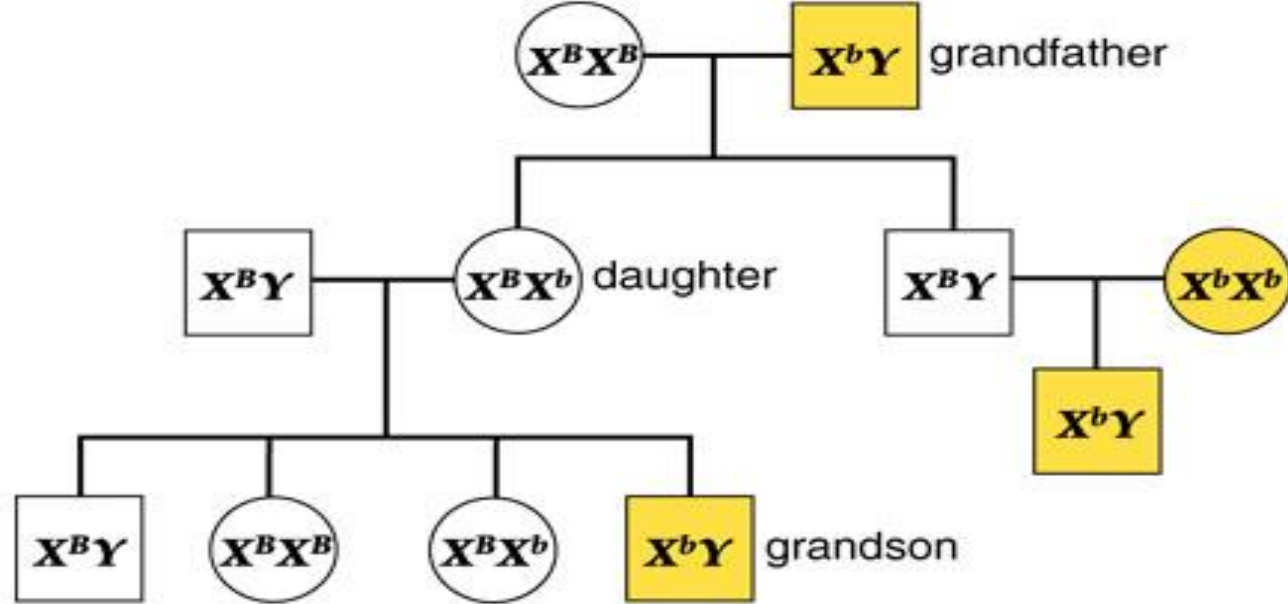 XᴮXᴮ XᵇY grandfather
XᴮY XᴮXᵇ daughter XᴮY XᵇXᵇ
XᵇY
XᴮY XᴮXᴮ XᴮXᵇ XᵇY grandson